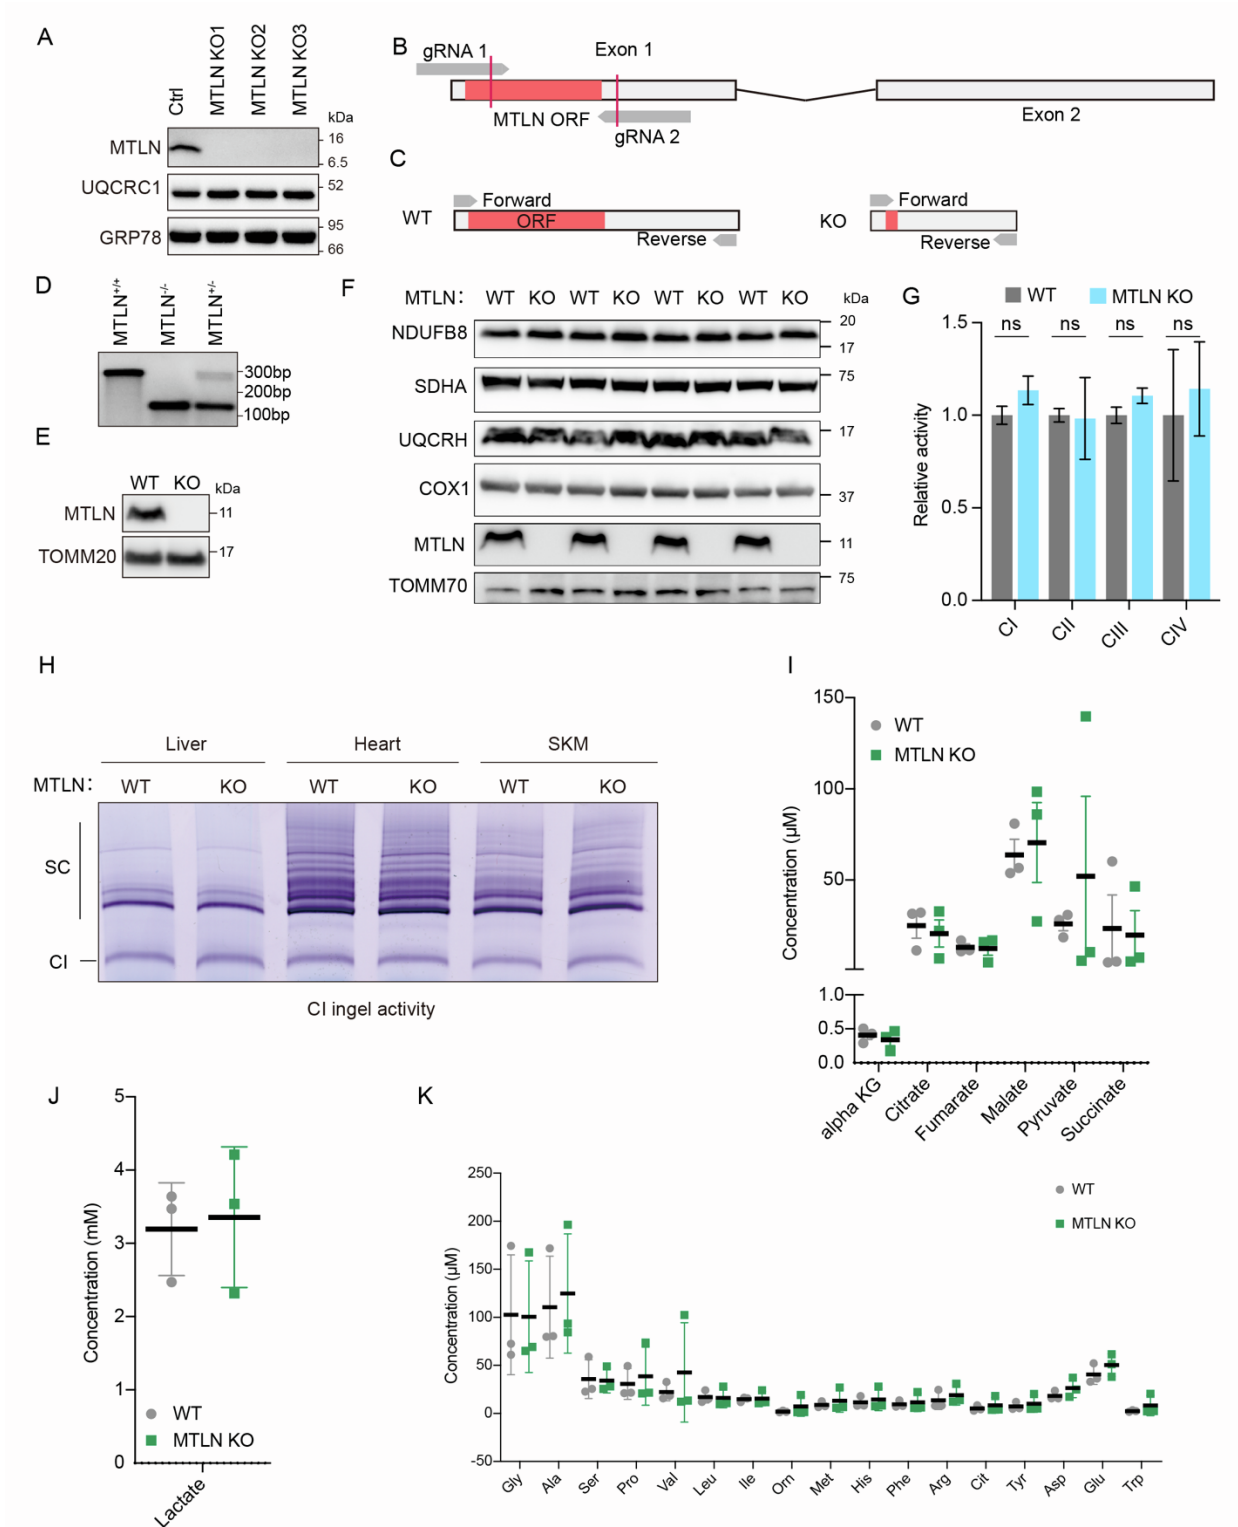 A
Ctrl
MTLN KO1
MTLN KO2
MTLN KO3
kDa
MTLN
16
6.5
UQCRC1
52
GRP78
95
66
B
gRNA 1
Exon 1
MTLN ORF
gRNA 2
Exon 2
C
WT
Forward
ORF
Reverse
KO
Forward
Reverse
D
MTLN+/+
MTLN-/-
MTLN+/-
300bp
200bp
100bp
E
WT KO
kDa
MTLN
11
TOMM20
17
F
MTLN: WT KO WT KO WT KO WT KO
kDa
NDUFB8
20
17
SDHA
75
UQCRH
17
COX1
37
MTLN
11
TOMM70
75
G
WT MTLN KO
ns ns ns ns
1.5
1.0
0.5
0.0
Relative activity
CI CII CIII CIV
H
Liver Heart SKM
MTLN: WT KO WT KO WT KO
SC
CI
CI ingel activity
I
WT
MTLN KO
150
100
50
1.0
0.5
0.0
Concentration (µM)
alpha KG Citrate Fumarate Malate Pyruvate Succinate
J
5
4
3
2
1
0
Concentration (mM)
WT
MTLN KO
Lactate
K
250
200
150
100
50
0
-50
Concentration (µM)
WT
MTLN KO
Gly Ala Ser Pro Val Leu Ile Orn Met His Phe Arg Cit Tyr Asp Glu Trp